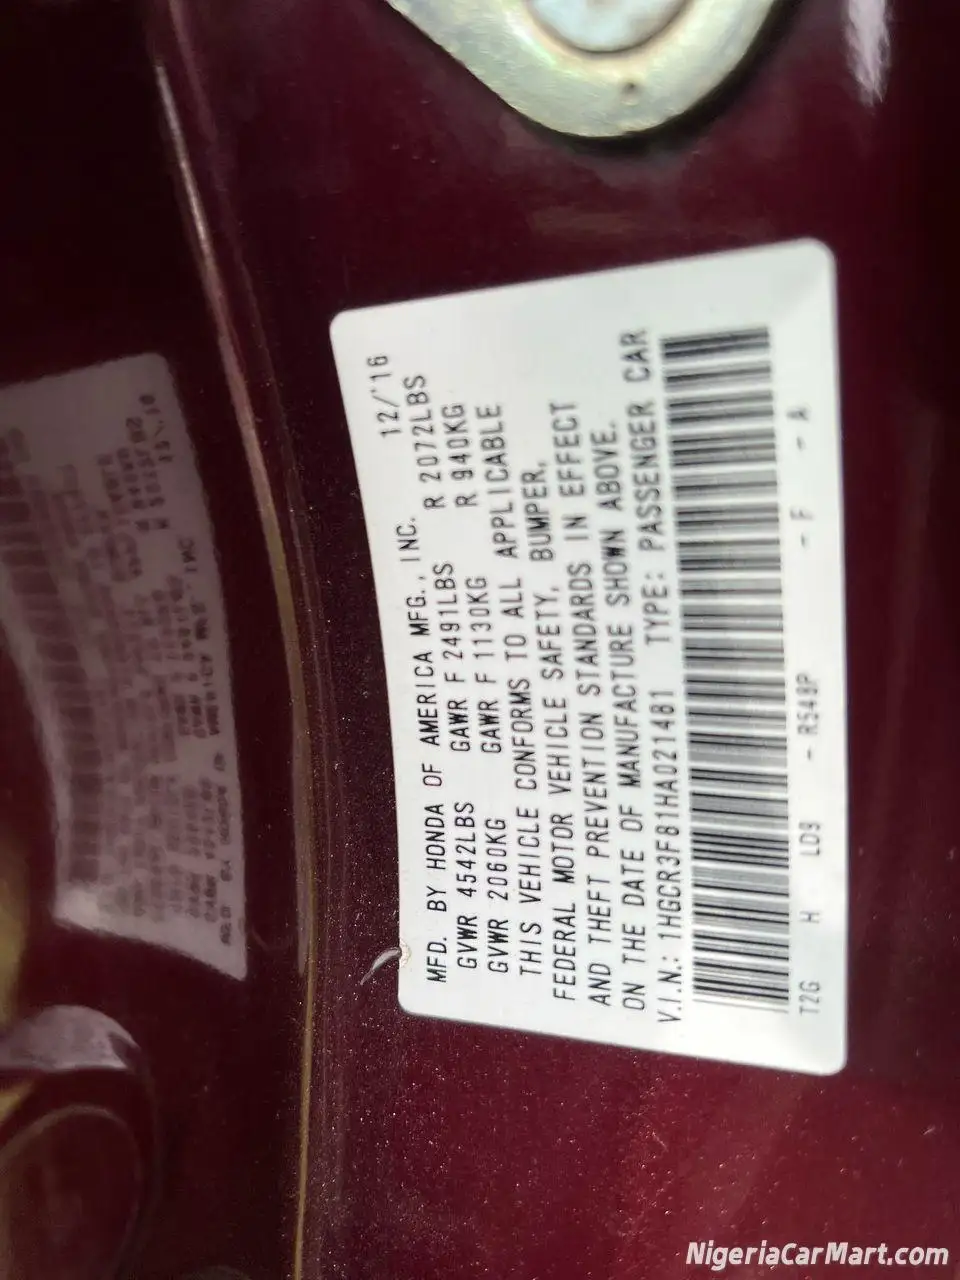 MFD. BY HONDA OF AMERICA MFG., INC. 12/'16
GVWR 4542LBS GAWR F 2491LBS R 2072LBS
GVWR 2060KG GAWR F 1130KG R 940KG
THIS VEHICLE CONFORMS TO ALL APPLICABLE
FEDERAL MOTOR VEHICLE SAFETY, BUMPER,
AND THEFT PREVENTION STANDARDS IN EFFECT
ON THE DATE OF MANUFACTURE SHOWN ABOVE.
V.I.N.: 1HGCR3F81HA021481 TYPE: PASSENGER CAR
T2G H LD9 - R548P - F - A
NigeriaCarMart.com